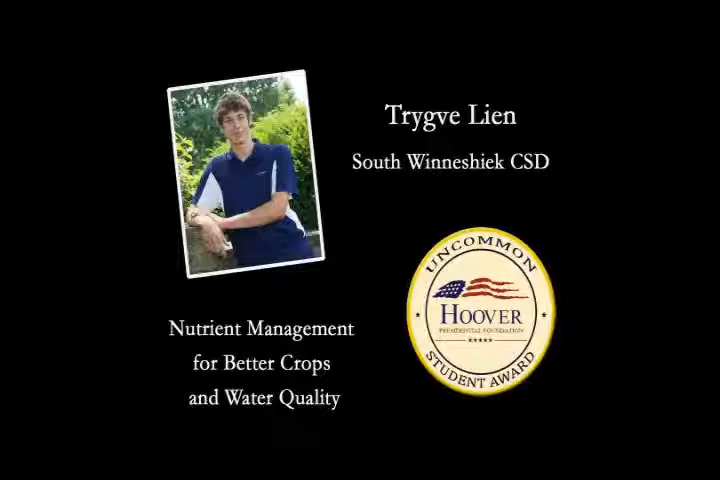 Trygve Lien
South Winneshiek CSD
UNCOMMON
HOOVER
PRESIDENTIAL FOUNDATION
STUDENT AWARD
Nutrient Management
for Better Crops
and Water Quality